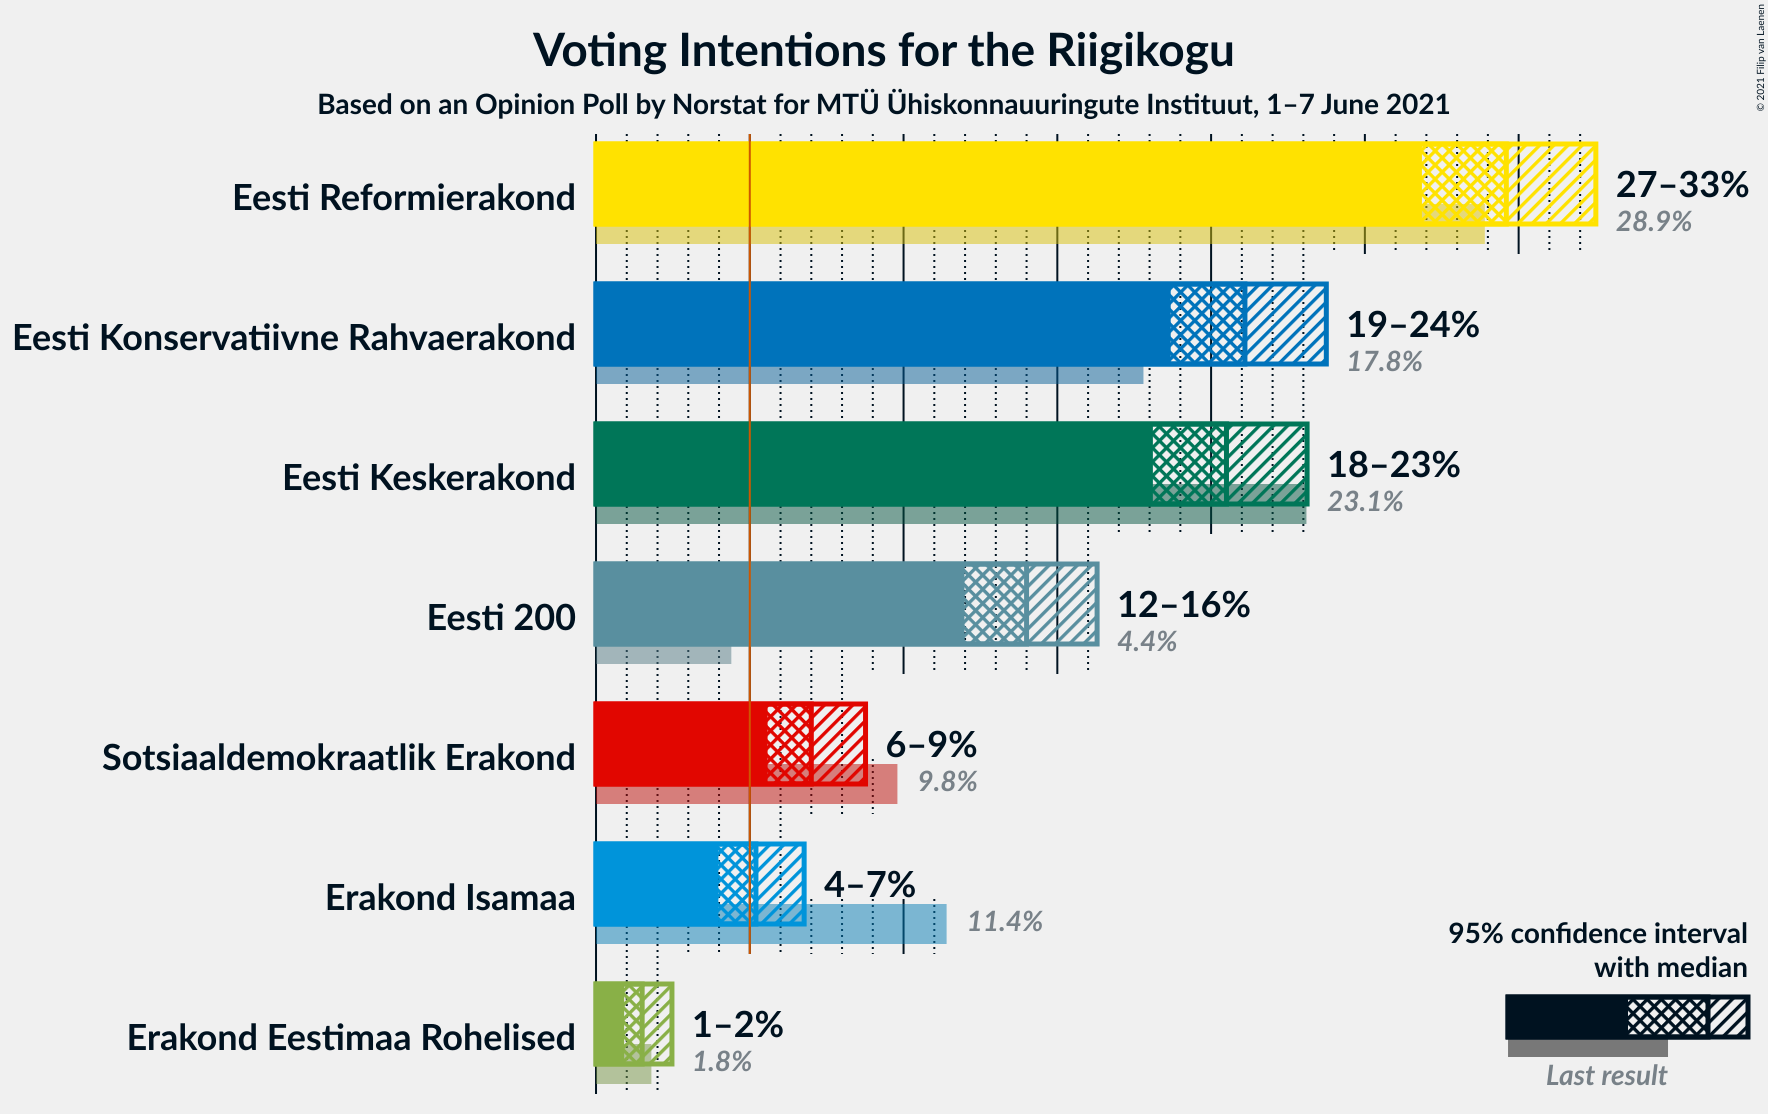 Voting Intentions for the Riigikogu
Based on an Opinion Poll by Norstat for MTÜ Ühiskonnauuringute Instituut, 1–7 June 2021
© 2021 Filip van Laenen
Eesti Reformierakond
27–33%
28.9%
Eesti Konservatiivne Rahvaerakond
19–24%
17.8%
Eesti Keskerakond
18–23%
23.1%
Eesti 200
12–16%
4.4%
Sotsiaaldemokraatlik Erakond
6–9%
9.8%
Erakond Isamaa
4–7%
11.4%
Erakond Eestimaa Rohelised
1–2%
1.8%
95% confidence interval
with median
Last result